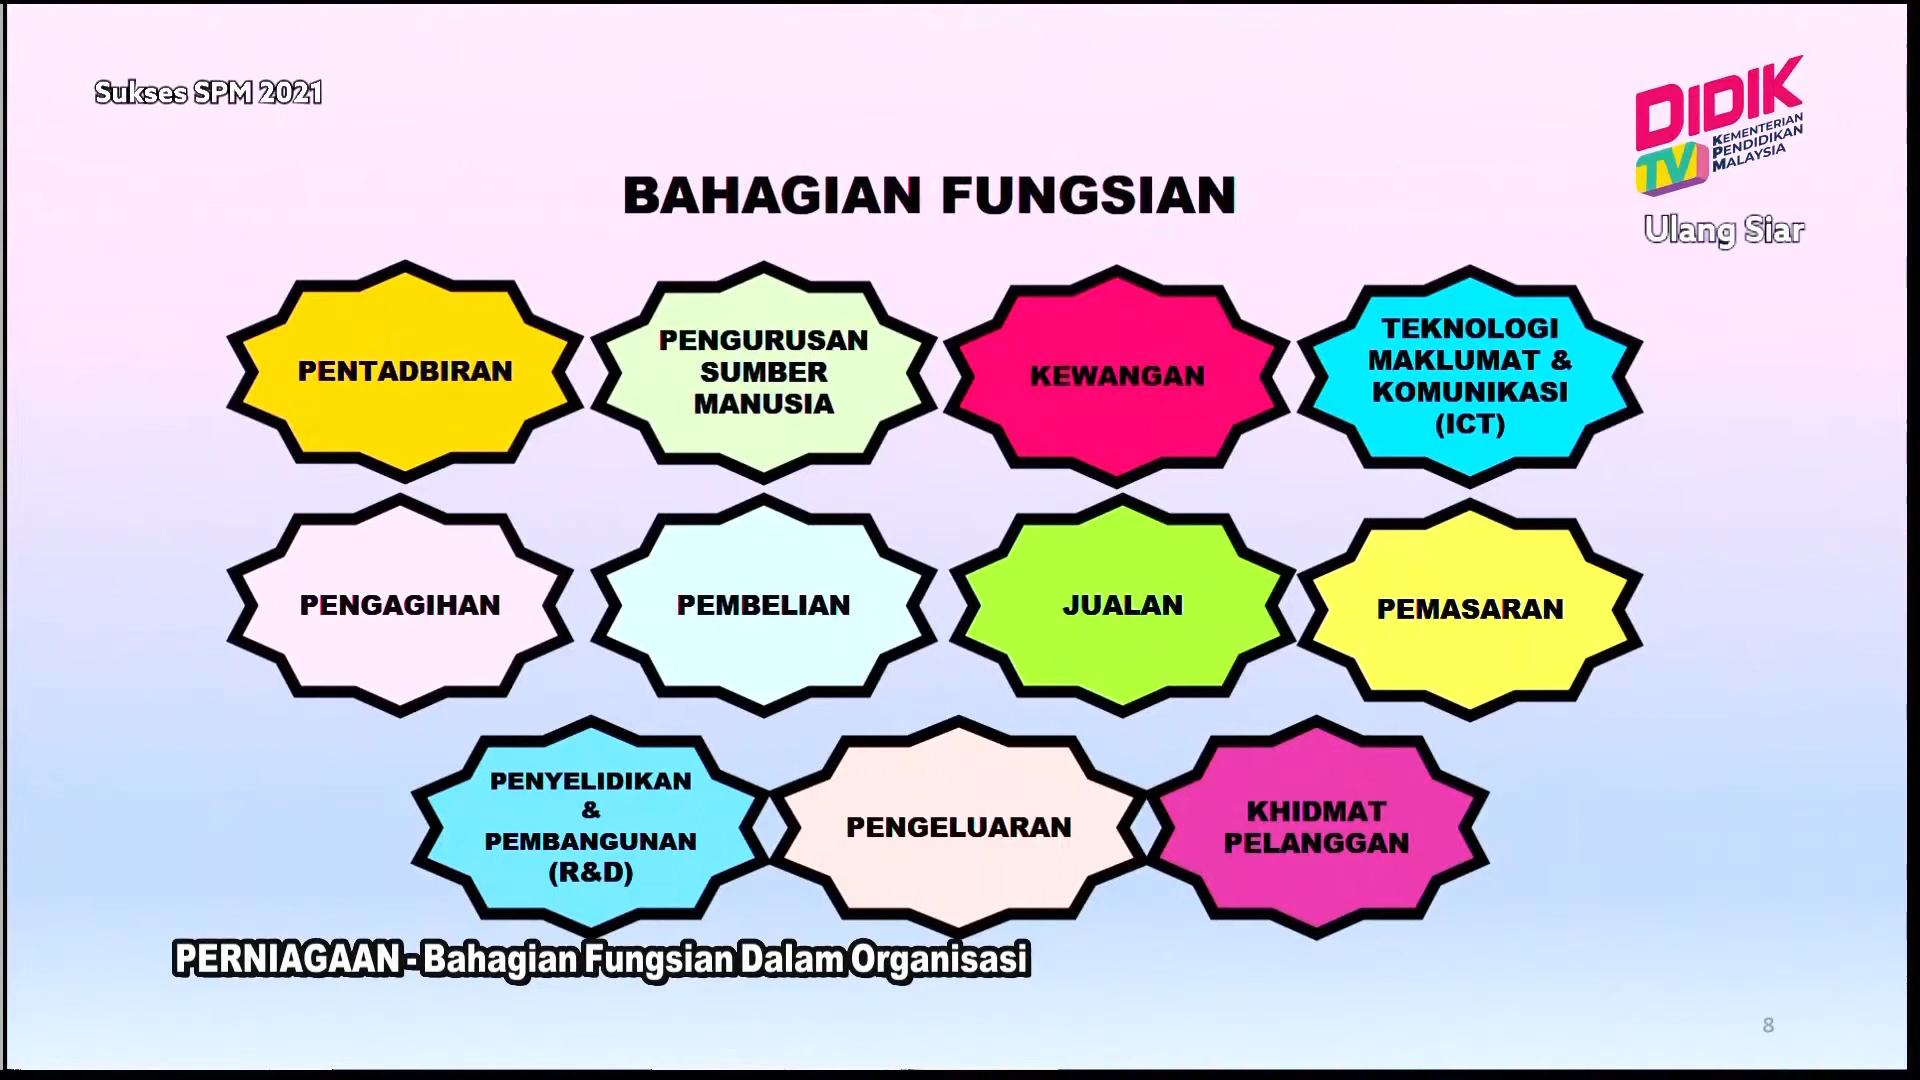 Sukses SPM 2021
DIDIK
TV
KEMENTERIAN
PENDIDIKAN
MALAYSIA
Ulang Siar
BAHAGIAN FUNGSIAN
PENTADBIRAN
PENGURUSAN
SUMBER
MANUSIA
KEWANGAN
TEKNOLOGI
MAKLUMAT &
KOMUNIKASI
(ICT)
PENGAGIHAN
PEMBELIAN
JUALAN
PEMASARAN
PENYELIDIKAN
&
PEMBANGUNAN
(R&D)
PENGELUARAN
KHIDMAT
PELANGGAN
PERNIAGAAN - Bahagian Fungsian Dalam Organisasi
8